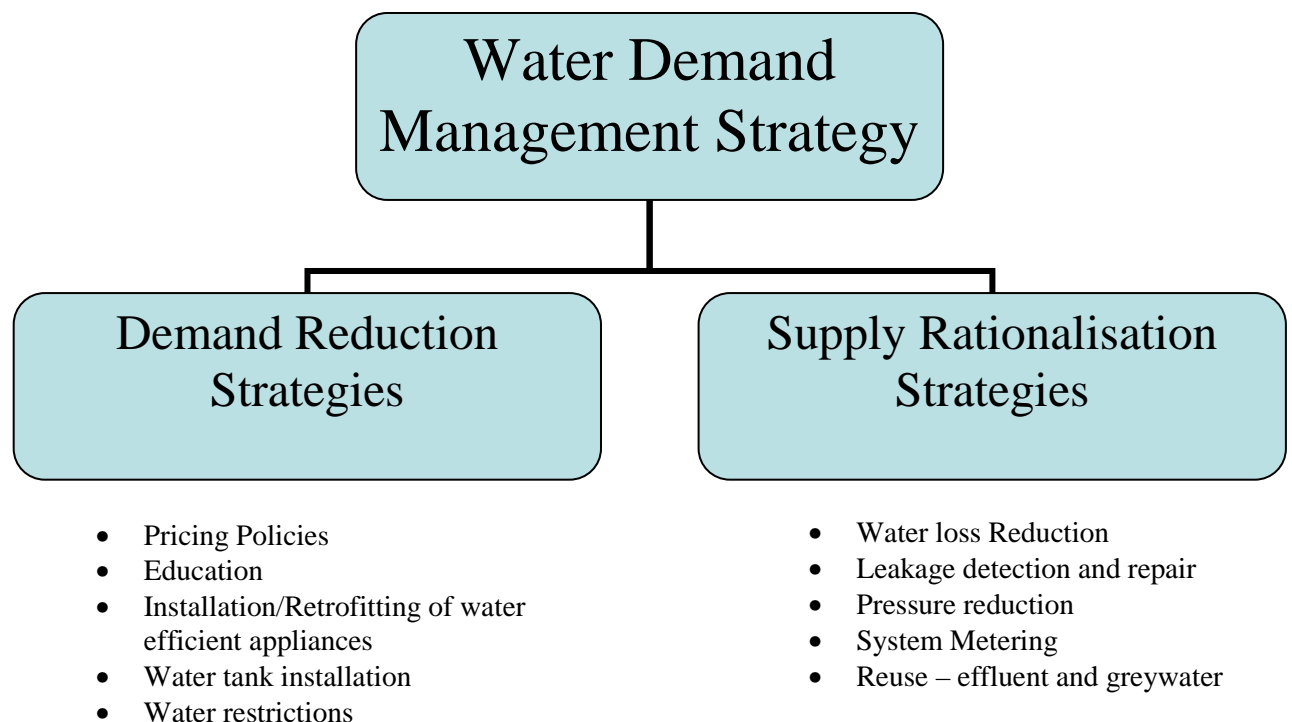 Water Demand
Management Strategy
Demand Reduction
Strategies
Supply Rationalisation
Strategies
• Pricing Policies
• Education
• Installation/Retrofitting of water
efficient appliances
• Water tank installation
• Water restrictions
• Water loss Reduction
• Leakage detection and repair
• Pressure reduction
• System Metering
• Reuse – effluent and greywater